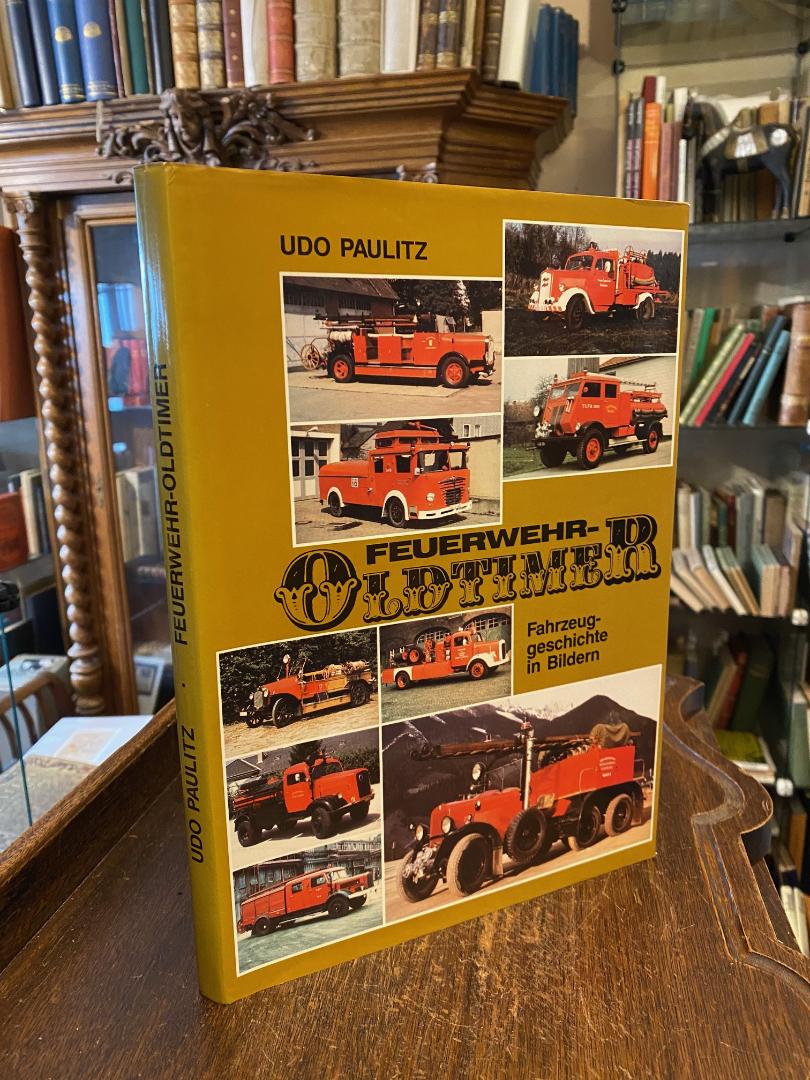 UDO PAULITZ
FEUERWEHR-
OLDTIMER
Fahrzeug-
geschichte
in Bildern
UDO PAULITZ · FEUERWEHR-OLDTIMER